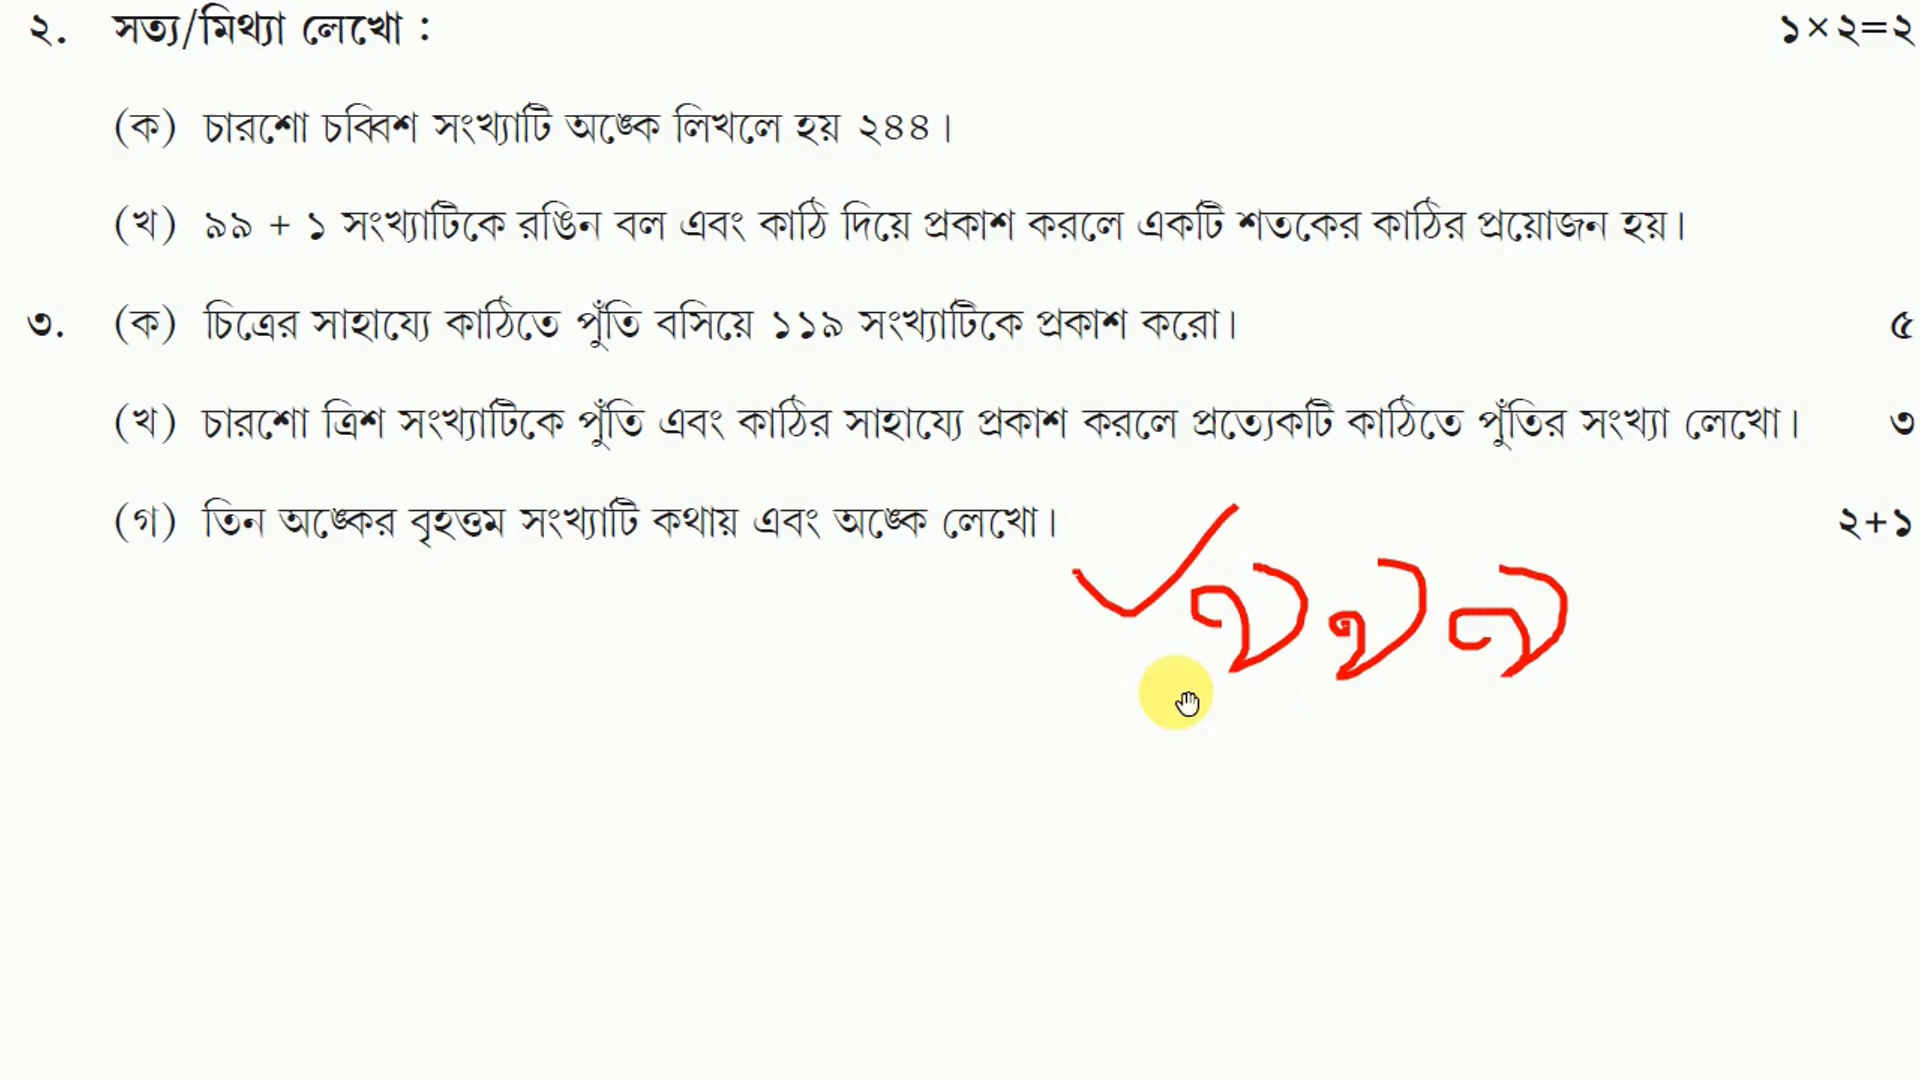 ২. সত্য/মিথ্যা লেখো : ১×২=২
(ক) চারশো চব্বিশ সংখ্যাটি অঙ্কে লিখলে হয় ২৪৪।
(খ) ৯৯ + ১ সংখ্যাটিকে রঙিন বল এবং কাঠি দিয়ে প্রকাশ করলে একটি শতকের কাঠির প্রয়োজন হয়।
৩. (ক) চিত্রের সাহায্যে কাঠিতে পুঁতি বসিয়ে ১১৯ সংখ্যাটিকে প্রকাশ করো। ৫
(খ) চারশো ত্রিশ সংখ্যাটিকে পুঁতি এবং কাঠির সাহায্যে প্রকাশ করলে প্রত্যেকটি কাঠিতে পুঁতির সংখ্যা লেখো। ৩
(গ) তিন অঙ্কের বৃহত্তম সংখ্যাটি কথায় এবং অঙ্কে লেখো। ২+১
৯৯৯